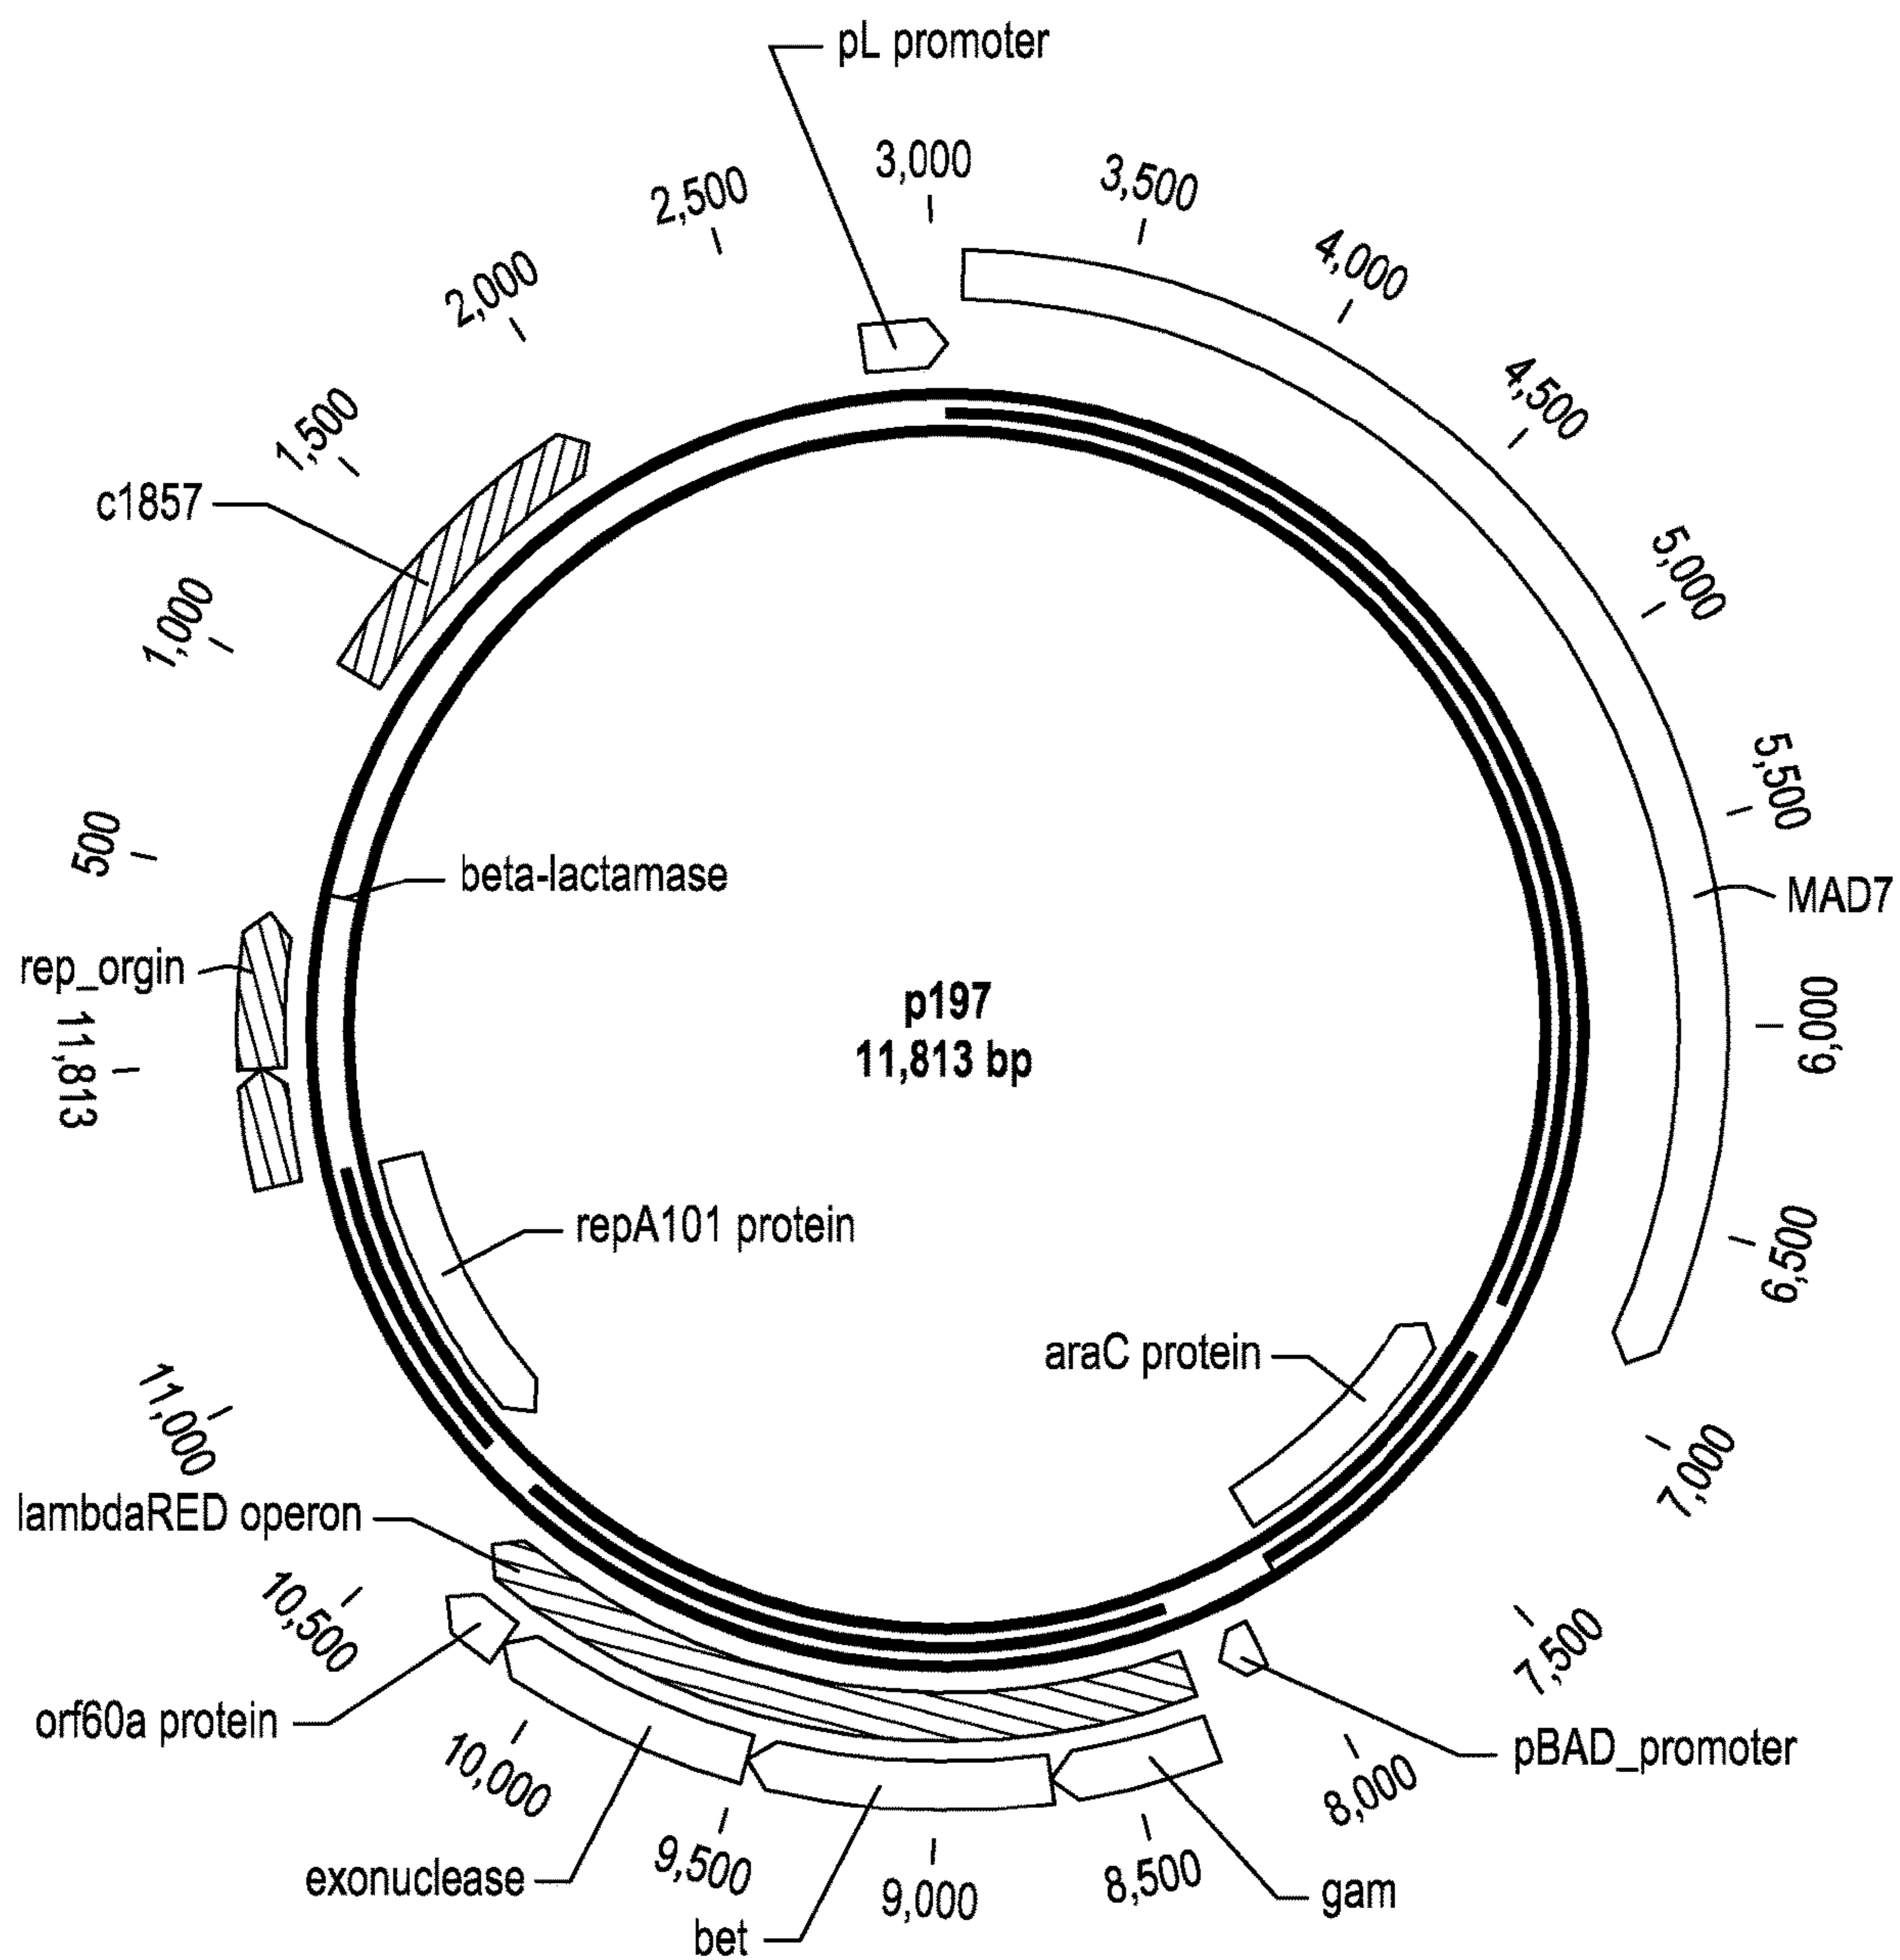 pL promoter
3,000
3,500
2,500
4,000
2,000
4,500
1,500
c1857
5,000
1,000
5,500
500
beta-lactamase
MAD7
rep_orgin
p197
11,813 bp
6,000
11,813
repA101 protein
6,500
araC protein
11,000
7,000
lambdaRED operon
10,500
7,500
orf60a protein
pBAD_promoter
10,000
8,000
exonuclease
9,500
8,500
9,000
gam
bet